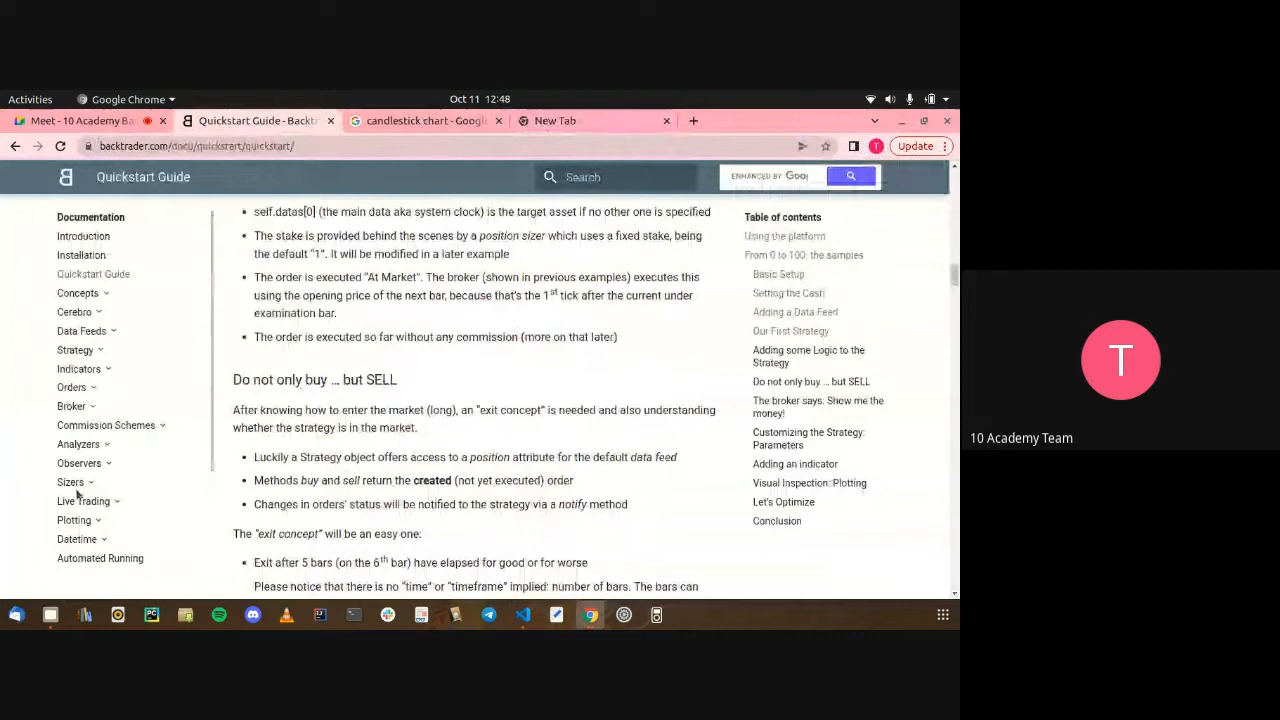 Activities
Google Chrome
Oct 11 12:48
Meet - 10 Academy Ba
Quickstart Guide - Backtr
candlestick chart - Google
New Tab
backtrader.com/docu/quickstart/quickstart/
T
Update
Quickstart Guide
Search
ENHANCED BY Goo
Documentation
Introduction
Installation
Quickstart Guide
Concepts
Cerebro
Data Feeds
Strategy
Indicators
Orders
Broker
Commission Schemes
Analyzers
Observers
Sizers
Live Trading
Plotting
Datetime
Automated Running
self.datas[0] (the main data aka system clock) is the target asset if no other one is specified
The stake is provided behind the scenes by a position sizer which uses a fixed stake, being
the default "1". It will be modified in a later example
The order is executed "At Market". The broker (shown in previous examples) executes this
using the opening price of the next bar, because that's the 1st tick after the current under
examination bar.
The order is executed so far without any commission (more on that later)
Do not only buy … but SELL
After knowing how to enter the market (long), an "exit concept" is needed and also understanding
whether the strategy is in the market.
Luckily a Strategy object offers access to a position attribute for the default data feed
Methods buy and sell return the created (not yet executed) order
Changes in orders' status will be notified to the strategy via a notify method
The "exit concept" will be an easy one:
Exit after 5 bars (on the 6th bar) have elapsed for good or for worse
Please notice that there is no "time" or "timeframe" implied: number of bars. The bars can
Table of contents
Using the platform
From 0 to 100: the samples
Basic Setup
Setting the Cash
Adding a Data Feed
Our First Strategy
Adding some Logic to the
Strategy
Do not only buy … but SELL
The broker says: Show me the
money!
Customizing the Strategy:
Parameters
Adding an indicator
Visual Inspection: Plotting
Let's Optimize
Conclusion
T
10 Academy Team